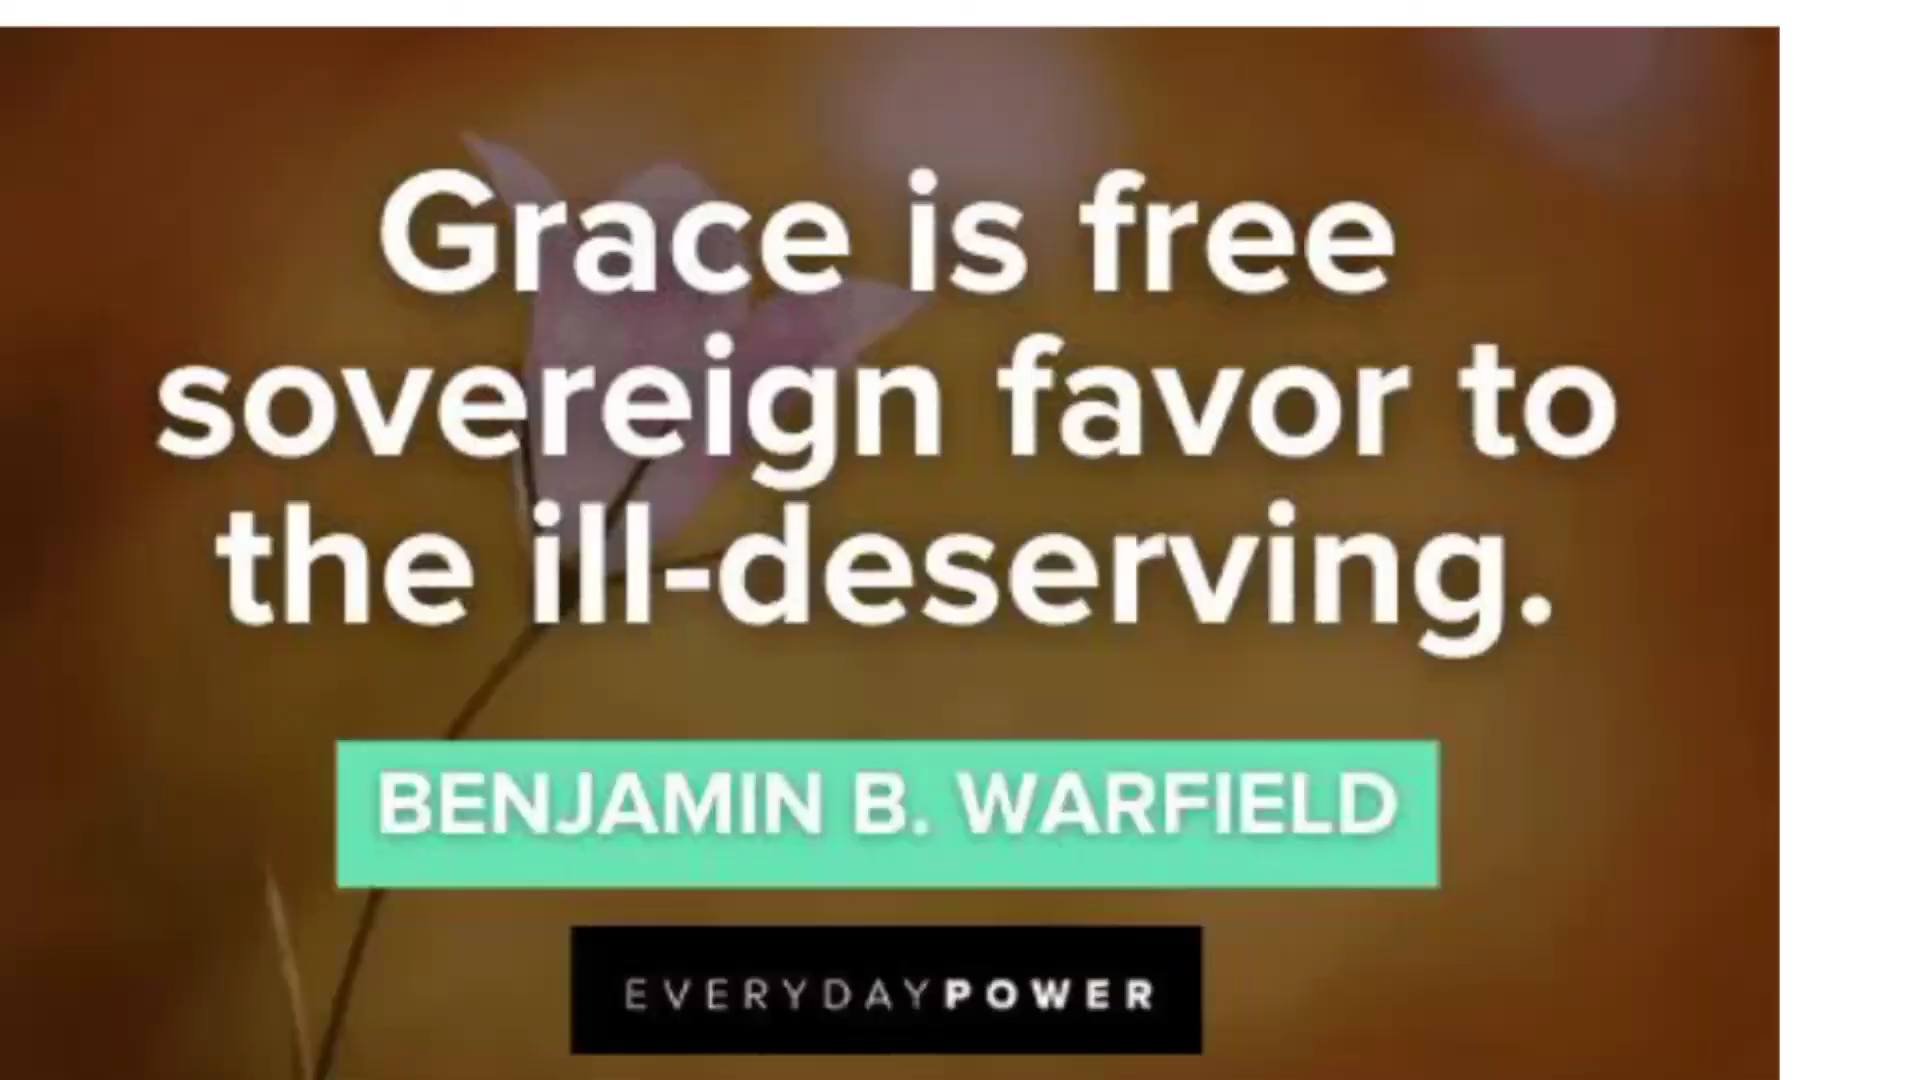 Grace is free
sovereign favor to
the ill-deserving.
BENJAMIN B. WARFIELD
EVERYDAYPOWER